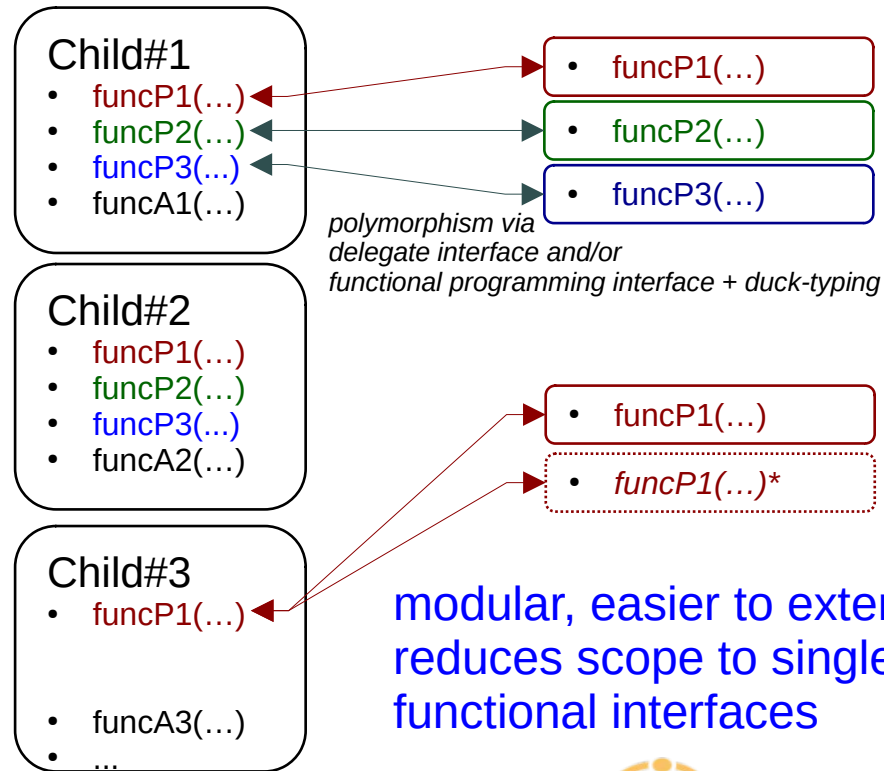 Child#1
• funcP1(…)
• funcP2(…)
• funcP3(...)
• funcA1(…)
• funcP1(…)
• funcP2(…)
• funcP3(…)
polymorphism via
delegate interface and/or
functional programming interface + duck-typing
Child#2
• funcP1(…)
• funcP2(…)
• funcP3(...)
• funcA2(…)
• funcP1(…)
• funcP1(…)*
Child#3
• funcP1(…)
• funcA3(…)
• ...
modular, easier to
reduces scope to single
functional interfaces